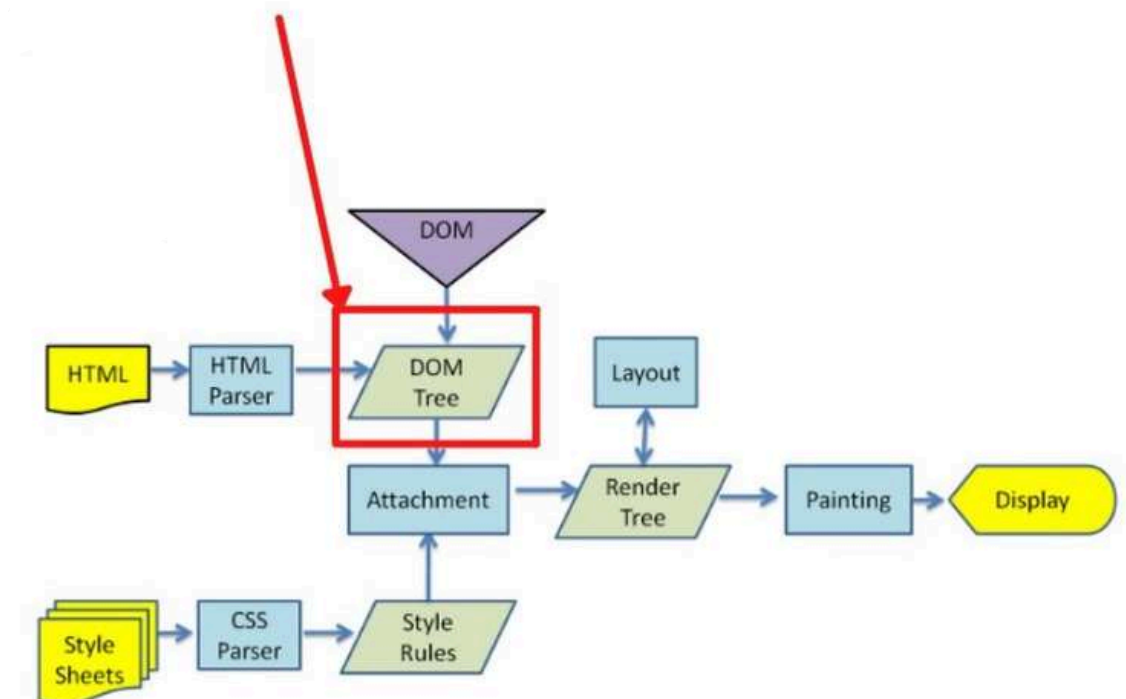 DOM
HTML
HTML
Parser
DOM
Tree
Layout
Attachment
Render
Tree
Painting
Display
Style
Sheets
CSS
Parser
Style
Rules